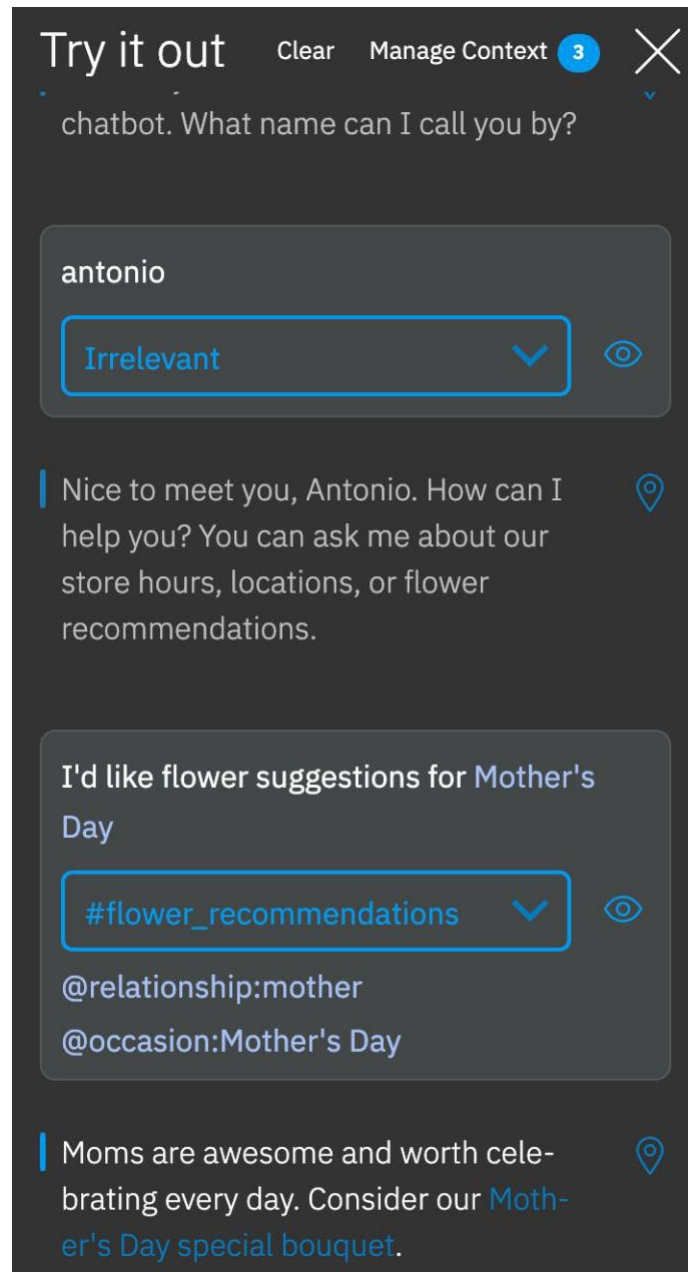 Try it out Clear Manage Context 3
chatbot. What name can I call you by?
antonio
Irrelevant
Nice to meet you, Antonio. How can I
help you? You can ask me about our
store hours, locations, or flower
recommendations.
I'd like flower suggestions for Mother's
Day
#flower_recommendations
@relationship:mother
@occasion:Mother's Day
Moms are awesome and worth cele-
brating every day. Consider our Moth-
er's Day special bouquet.